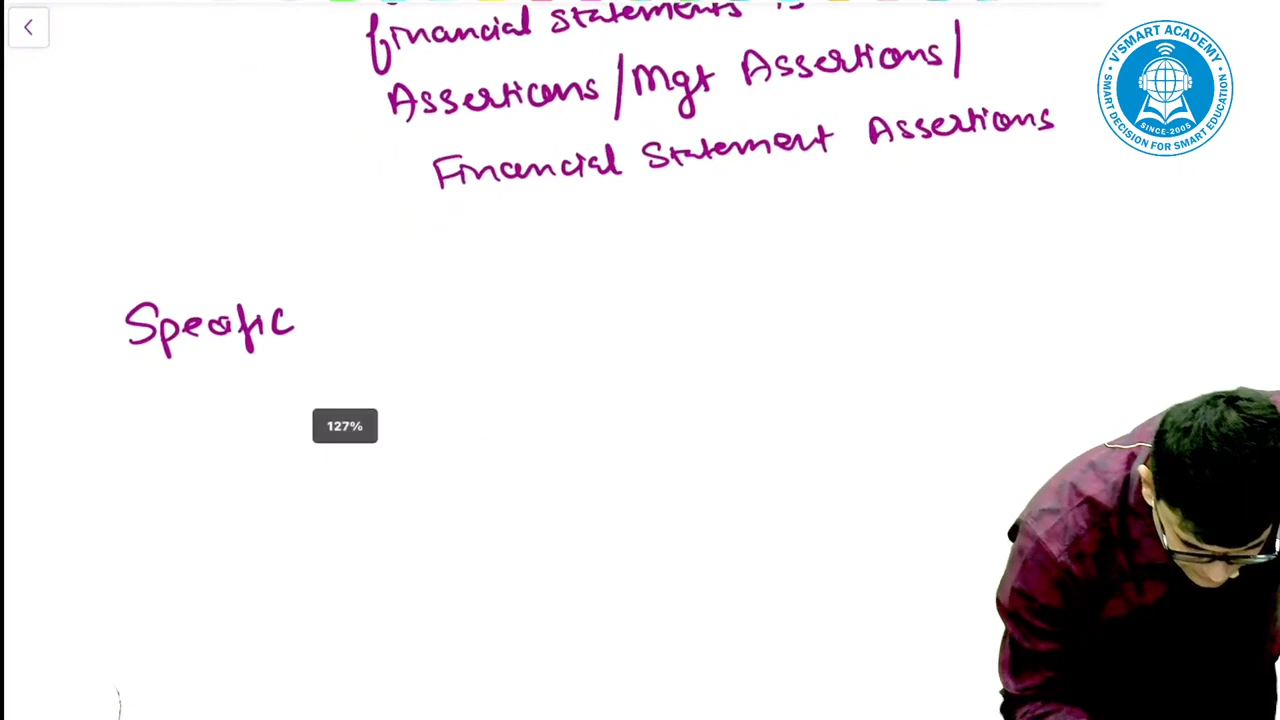 financial statements is
Assertions / Mgt Assertions /
Financial Statement Assertions
Specific
127%
V'SMART ACADEMY
SINCE-2005
SMART DECISION FOR SMART EDUCATION